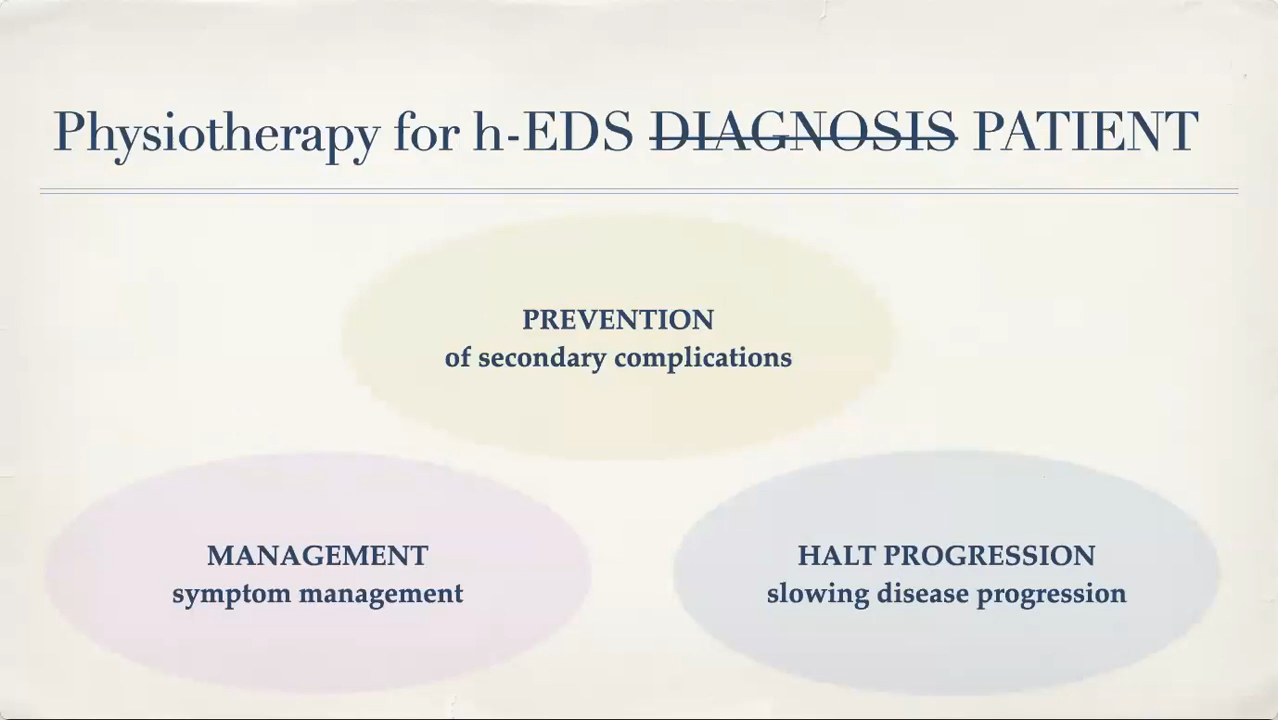 Physiotherapy for h-EDS DIAGNOSIS PATIENT
PREVENTION
of secondary complications
MANAGEMENT
symptom management
HALT PROGRESSION
slowing disease progression